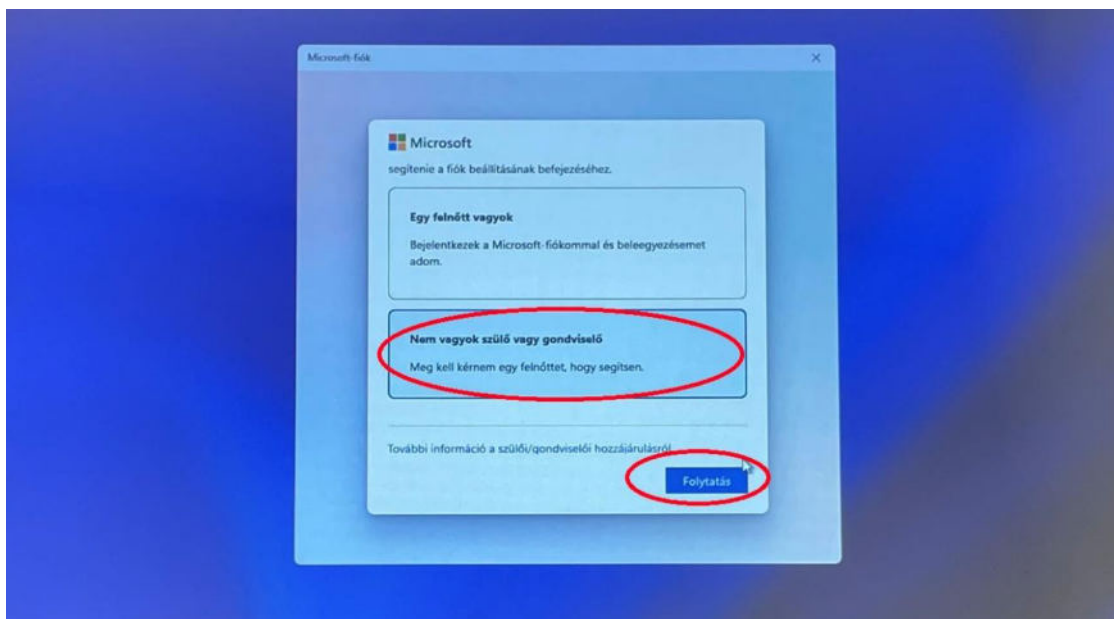 Microsoft-fiók
Microsoft
segítenie a fiók beállításának befejezéséhez.
Egy felnőtt vagyok
Bejelentkezek a Microsoft-fiókommal és beleegyezésemet
adom.
Nem vagyok szülő vagy gondviselő
Meg kell kérnem egy felnőttet, hogy segítsen.
További információ a szülői/gondviselői hozzájárulásról
Folytatás